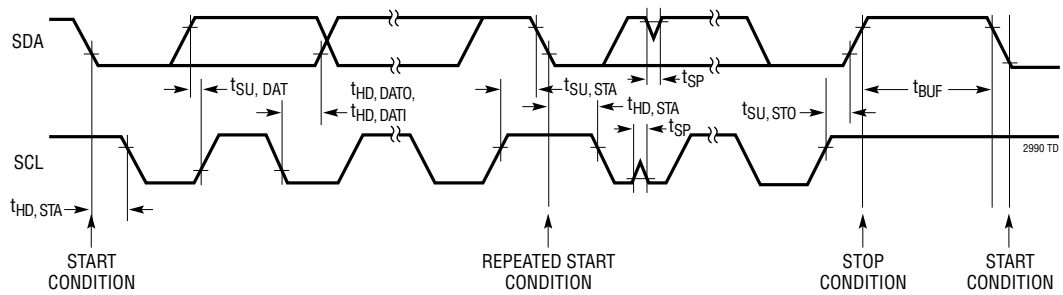 SDA
tSU, DAT
tHD, DATO,
tHD, DATI
tSU, STA
tSP
tHD, STA
tSP
tSU, STO
tBUF
SCL
2990 TD
tHD, STA
START
CONDITION
REPEATED START
CONDITION
STOP
CONDITION
START
CONDITION